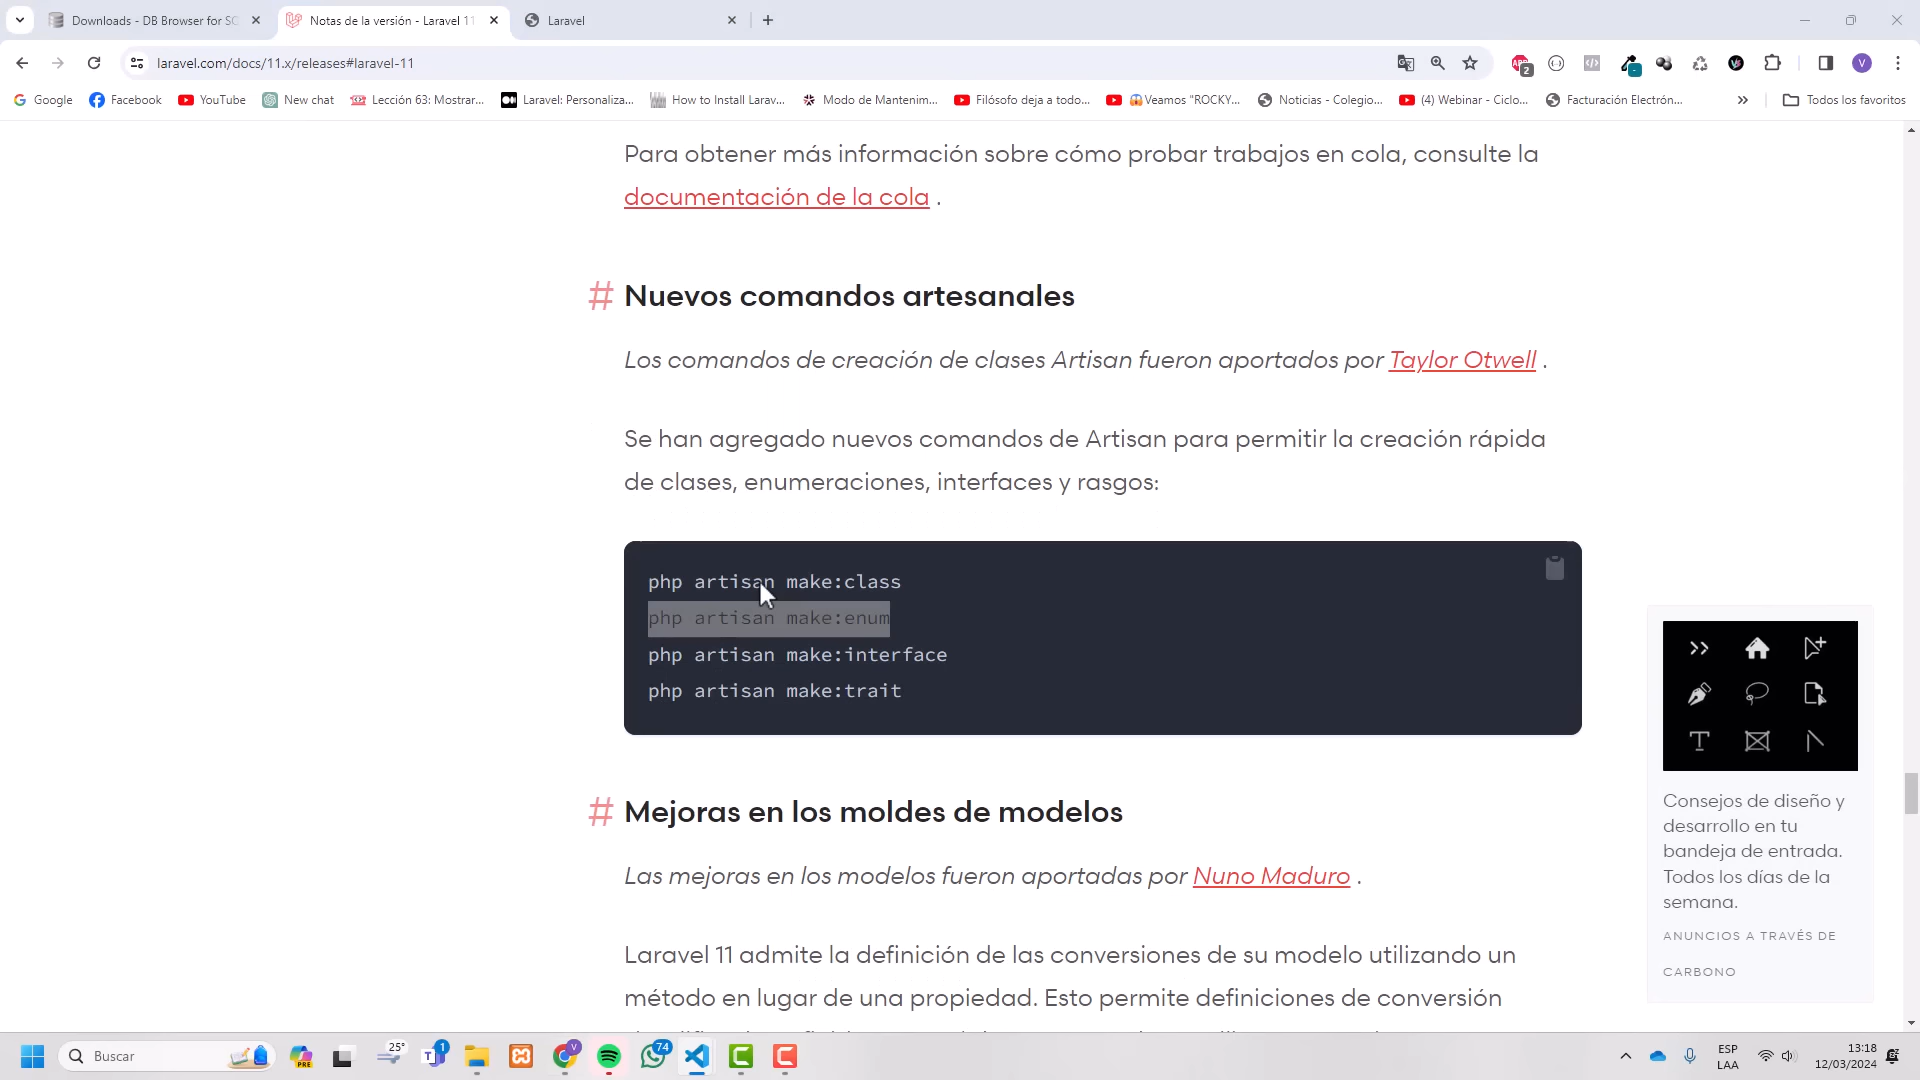 Downloads - DB Browser for SC
Notas de la versión - Laravel 11
Laravel
laravel.com/docs/11.x/releases#laravel-11
2
V
Google
Facebook
YouTube
New chat
Lección 63: Mostrar...
Laravel: Personaliza...
How to Install Larav...
Modo de Mantenim...
Filósofo deja a todo...
😱Veamos "ROCKY...
Noticias - Colegio...
(4) Webinar - Ciclo...
Facturación Electrón...
Todos los favoritos
Para obtener más información sobre cómo probar trabajos en cola, consulte la
documentación de la cola .
# Nuevos comandos artesanales
Los comandos de creación de clases Artisan fueron aportados por Taylor Otwell .
Se han agregado nuevos comandos de Artisan para permitir la creación rápida
de clases, enumeraciones, interfaces y rasgos:
php artisan make:class
php artisan make:enum
php artisan make:interface
php artisan make:trait
# Mejoras en los moldes de modelos
Las mejoras en los modelos fueron aportadas por Nuno Maduro .
Laravel 11 admite la definición de las conversiones de su modelo utilizando un
método en lugar de una propiedad. Esto permite definiciones de conversión
Consejos de diseño y
desarrollo en tu
bandeja de entrada.
Todos los días de la
semana.
ANUNCIOS A TRAVÉS DE
CARBONO
Buscar
PRE
25°
1
V
74
ESP
LAA
13:18
12/03/2024